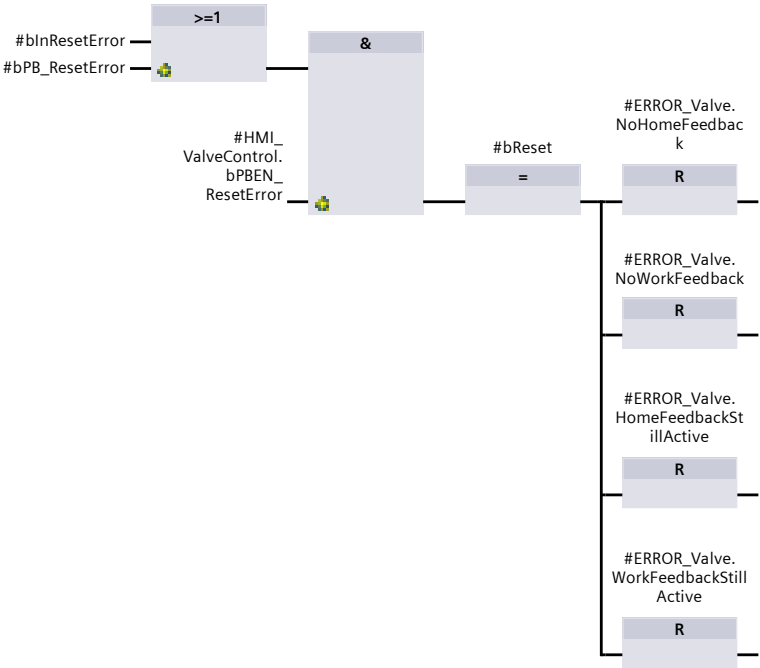 >=1
#bInResetError
#bPB_ResetError
&
#HMI_
ValveControl.
bPBEN_
ResetError
#bReset
=
#ERROR_Valve.
NoHomeFeedbac
k
R
#ERROR_Valve.
NoWorkFeedback
R
#ERROR_Valve.
HomeFeedbackSt
illActive
R
#ERROR_Valve.
WorkFeedbackStill
Active
R